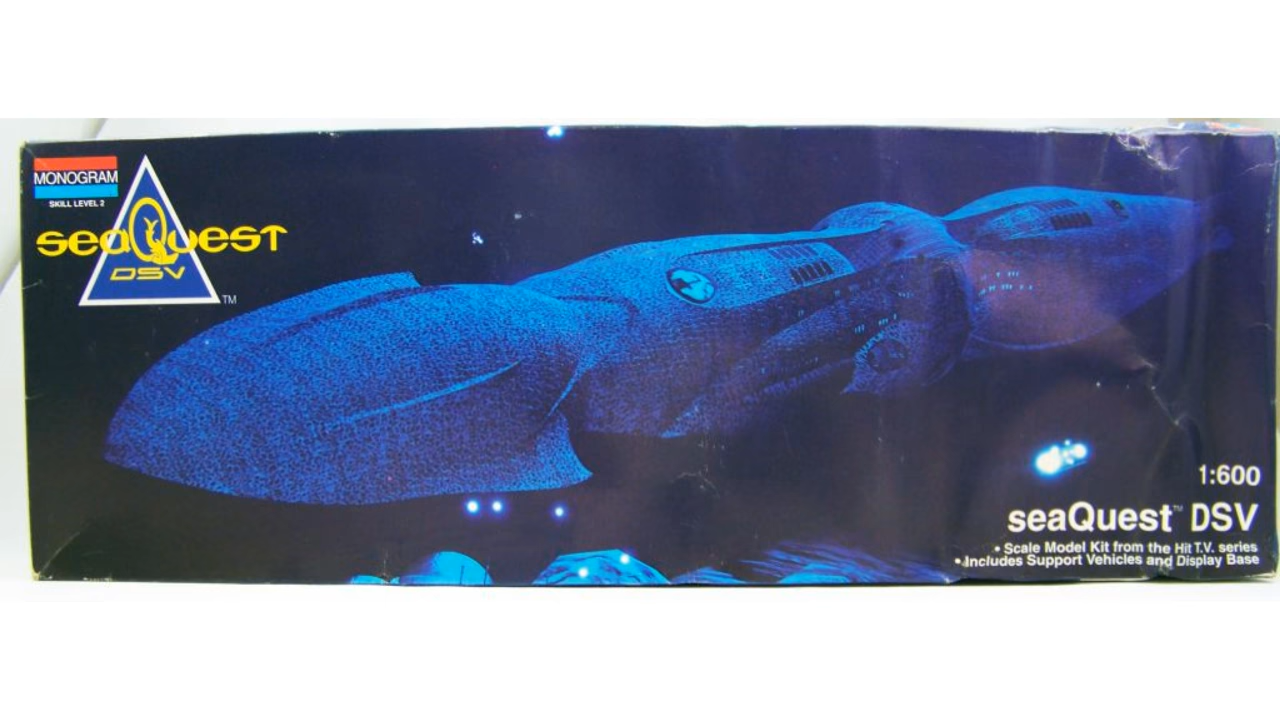 MONOGRAM
SKILL LEVEL 2
seaQuest
DSV
TM
1:600
seaQuest™ DSV
• Scale Model Kit from the Hit T.V. series
• Includes Support Vehicles and Display Base